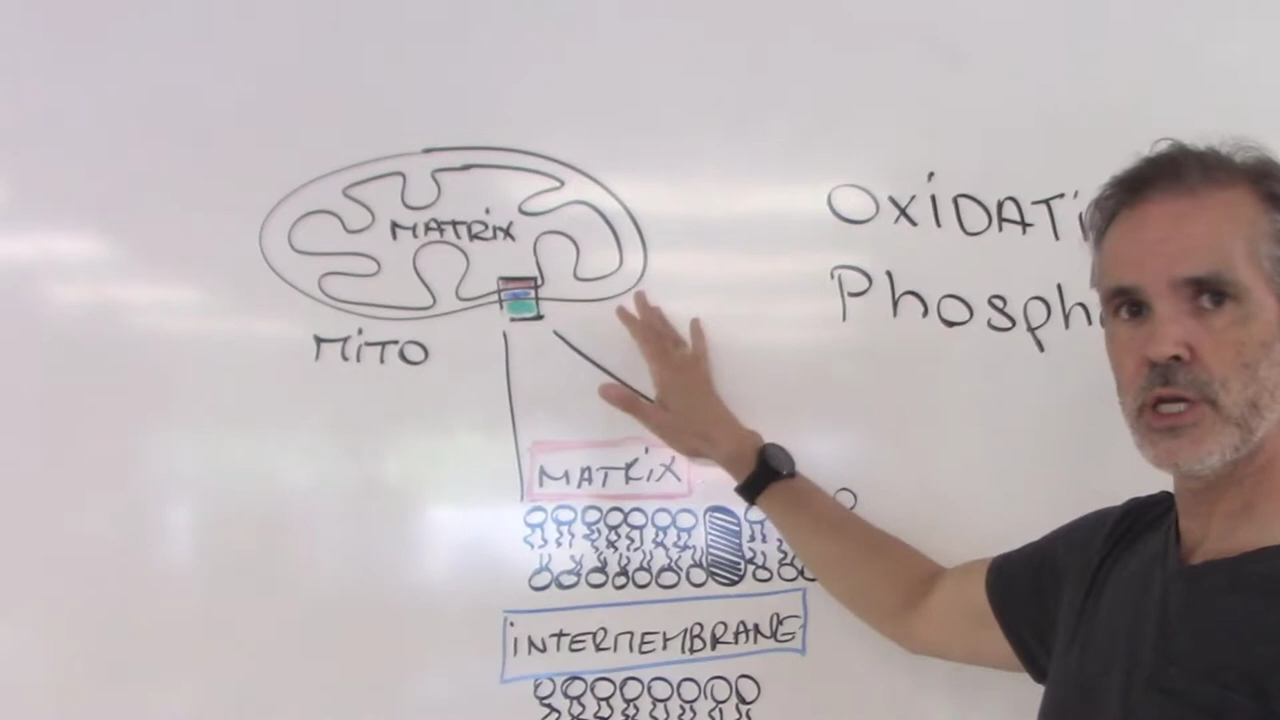 MATRIX
OXIDATI
Phosph
MITO
MATRIX
INTERMEMBRANE